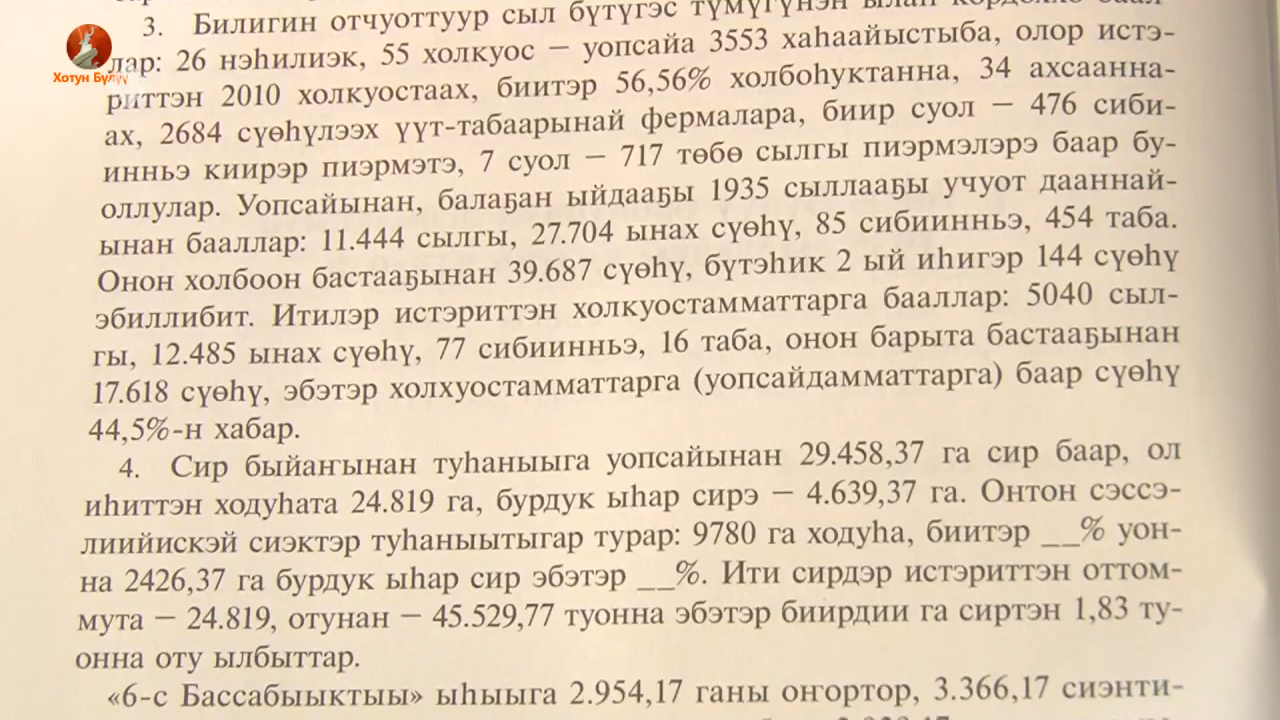 Хотун Бүлүү
3. Билигин отчуоттуур сыл бүтүгэс түмүгүнэн ылан
лар: 26 нэһилиэк, 55 холкуос – уопсайа 3553 хаһаайыстыба, олор истэ-
риттэн 2010 холкуостаах, биитэр 56,56% холбоһуктанна, 34 ахсаанна-
ах, 2684 сүөһүлээх үүт-табаарынай фермалара, биир суол – 476 сиби-
инньэ киирэр пиэрмэтэ, 7 суол – 717 төбө сылгы пиэрмэлэрэ баар бу-
оллулар. Уопсайынан, балаҕан ыйдааҕы 1935 сыллааҕы учуот дааннай-
ынан бааллар: 11.444 сылгы, 27.704 ынах сүөһү, 85 сибиинньэ, 454 таба.
Онон холбоон бастааҕынан 39.687 сүөһү, бүтэһик 2 ый иһигэр 144 сүөһү
эбиллибит. Итилэр истэриттэн холкуостамматтарга бааллар: 5040 сыл-
гы, 12.485 ынах сүөһү, 77 сибиинньэ, 16 таба, онон барыта бастааҕынан
17.618 сүөһү, эбэтэр холхуостамматтарга (уопсайдамматтарга) баар сүөһү
44,5%-н хабар.
4. Сир быйаҥынан туһаныыга уопсайынан 29.458,37 га сир баар, ол
иһиттэн ходуһата 24.819 га, бурдук ыһар сирэ – 4.639,37 га. Онтон сэссэ-
лиийискэй сиэктэр туһаныытыгар турар: 9780 га ходуһа, биитэр __% уон-
на 2426,37 га бурдук ыһар сир эбэтэр __%. Ити сирдэр истэриттэн оттом-
мута – 24.819, отунан – 45.529,77 туонна эбэтэр биирдии га сиртэн 1,83 ту-
онна оту ылбыттар.
«6-с Бассабыыктыы» ыһыыга 2.954,17 ганы оҥортор, 3.366,17 сиэнти-